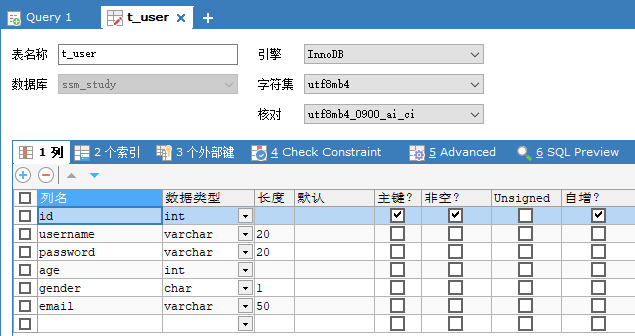 Query 1 t_user
表名称 t_user 引擎 InnoDB
数据库 ssm_study 字符集 utf8mb4
核对 utf8mb4_0900_ai_ci
1 列 2 个索引 3 个外部键 4 Check Constraint 5 Advanced 6 SQL Preview
列名 数据类型 长度 默认 主键? 非空? Unsigned 自增?
id int
username varchar 20
password varchar 20
age int
gender char 1
email varchar 50